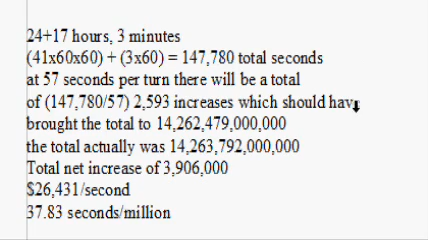 24+17 hours, 3 minutes
(41x60x60) + (3x60) = 147,780 total seconds
at 57 seconds per turn there will be a total
of (147,780/57) 2,593 increases which should have
brought the total to 14,262,479,000,000
the total actually was 14,263,792,000,000
Total net increase of 3,906,000
$26,431/second
37.83 seconds/million